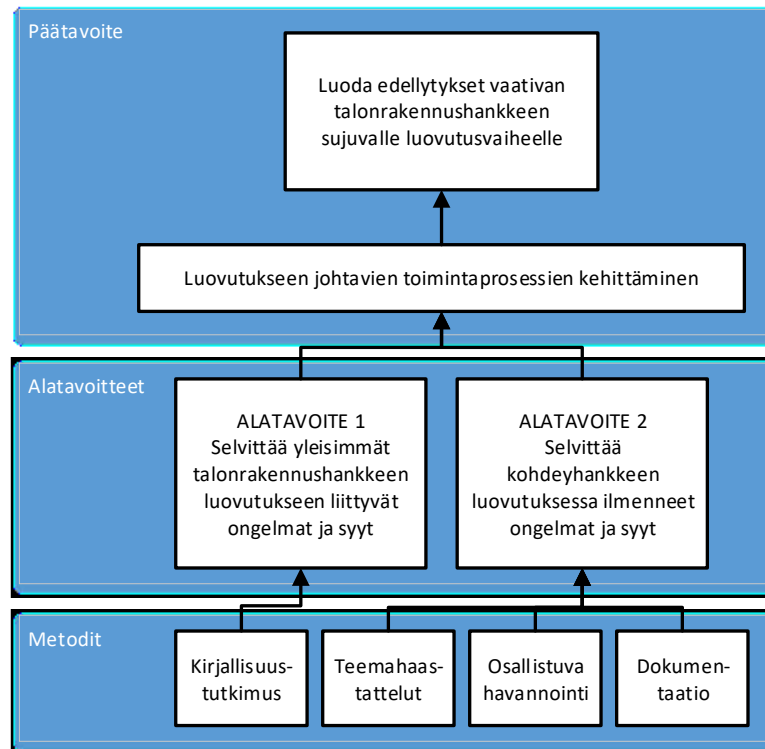 Päätavoite
Luoda edellytykset vaativan
talonrakennushankkeen
sujuvalle luovutusvaiheelle
Luovutukseen johtavien toimintaprosessien kehittäminen
Alatavoitteet
ALATAVOITE 1
Selvittää yleisimmät
talonrakennushankkeen
luovutukseen liittyvät
ongelmat ja syyt
ALATAVOITE 2
Selvittää
kohdeyhankkeen
luovutuksessa ilmenneet
ongelmat ja syyt
Metodit
Kirjallisuus-
tutkimus
Teemahaas-
tattelut
Osallistuva
havannointi
Dokumen-
taatio